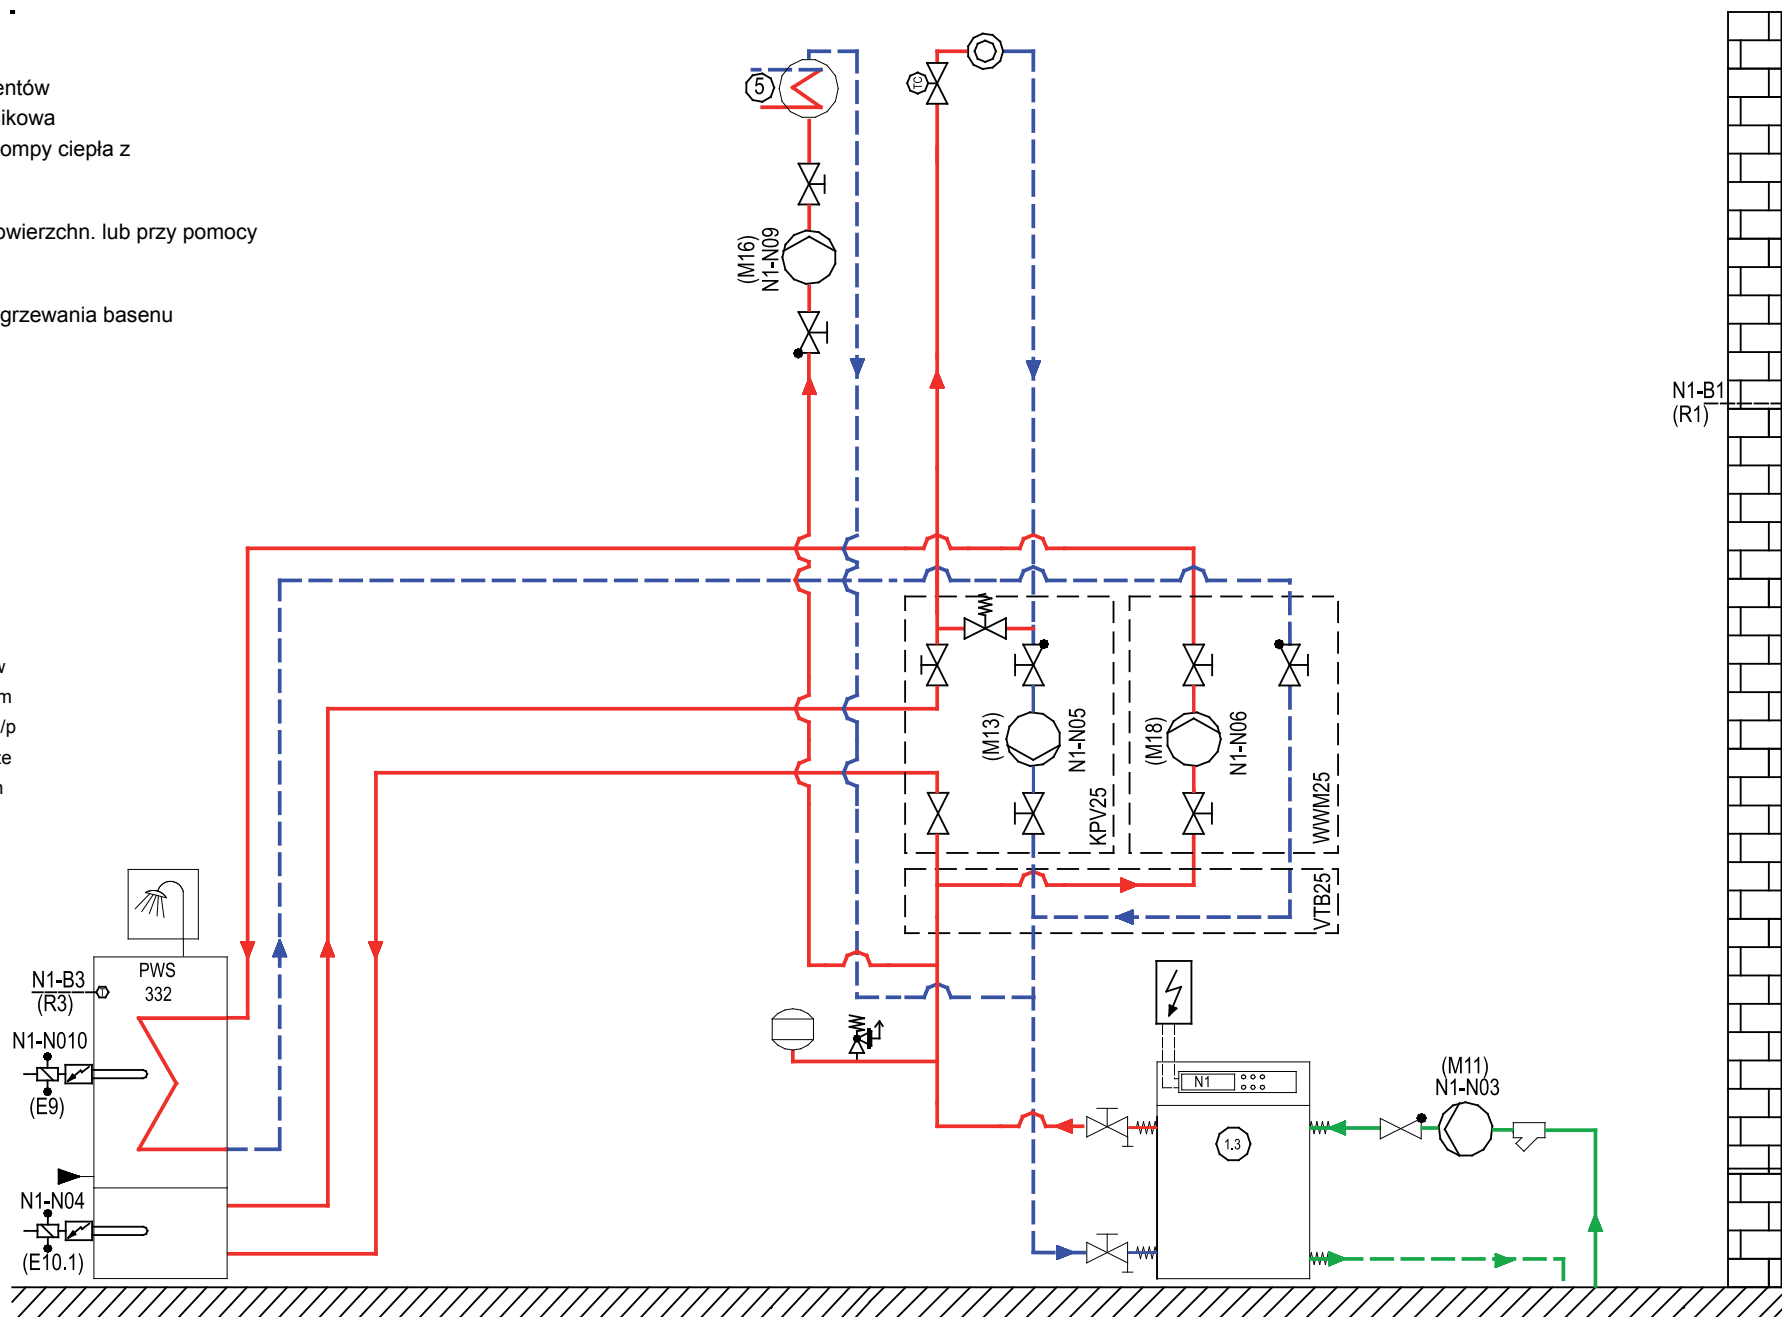 entów
ikowa
ompy ciepła z
owierzchn. lub przy pomocy
grzewania basenu
w
m
/p
ze
n
5
TC
(M16)
N1-N09
N1-B1
(R1)
(M13)
N1-N05
KPV25
(M18)
N1-N06
WWM25
VTB25
PWS
332
N1-B3
(R3)
N1-N010
(E9)
N1-N04
(E10.1)
N1
1.3
(M11)
N1-N03